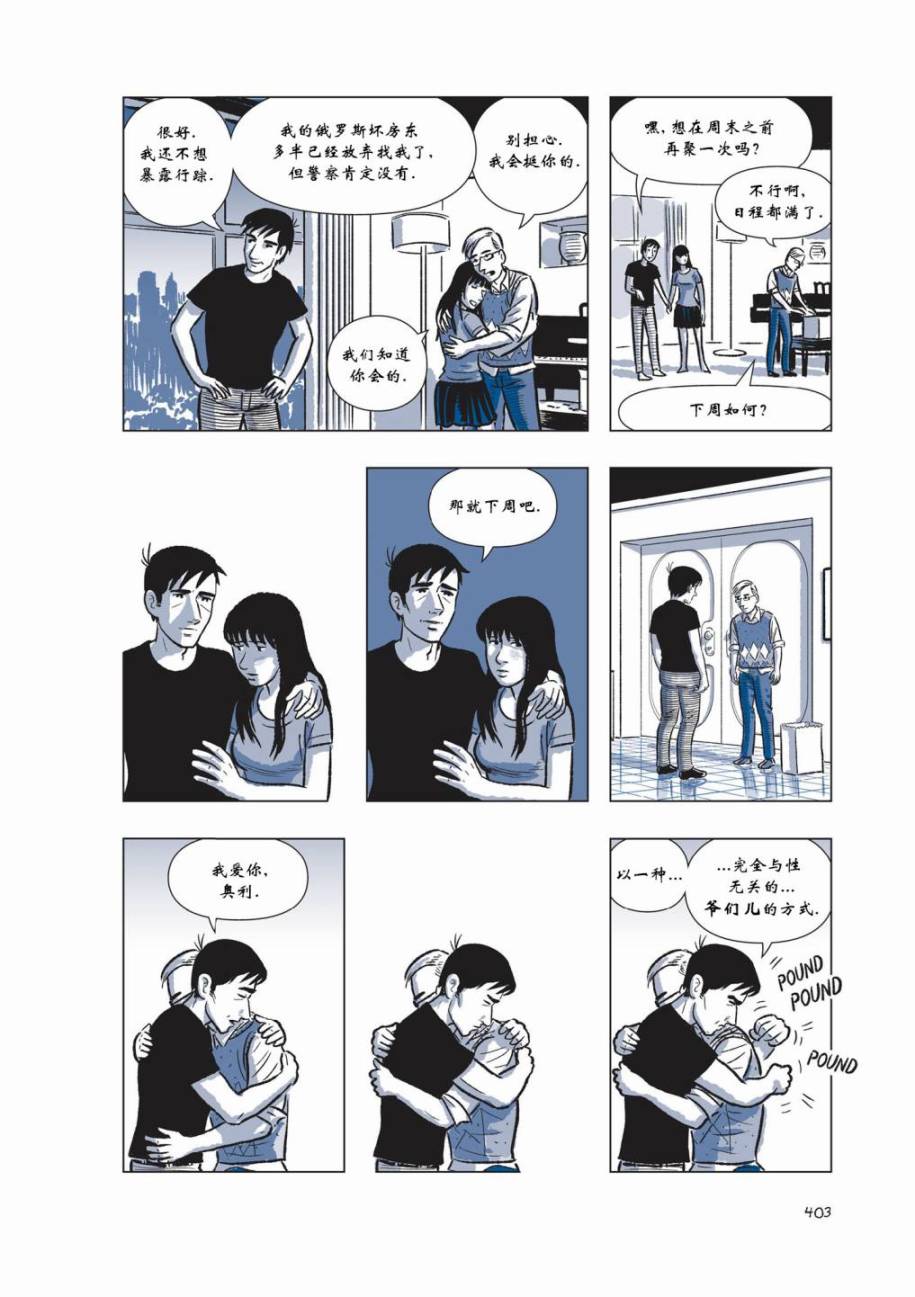 很好.
我还不想
暴露行踪.
我的俄罗斯坏房东
多半已经放弃找我了,
但警察肯定没有.
别担心.
我会挺你的.
我们知道
你会的.
嘿, 想在周末之前
再聚一次吗?
不行啊,
日程都满了.
下周如何?
那就下周吧.
我爱你,
奥利.
以一种...
...完全与性
无关的...
爷们儿的方式.
POUND
POUND
POUND
403